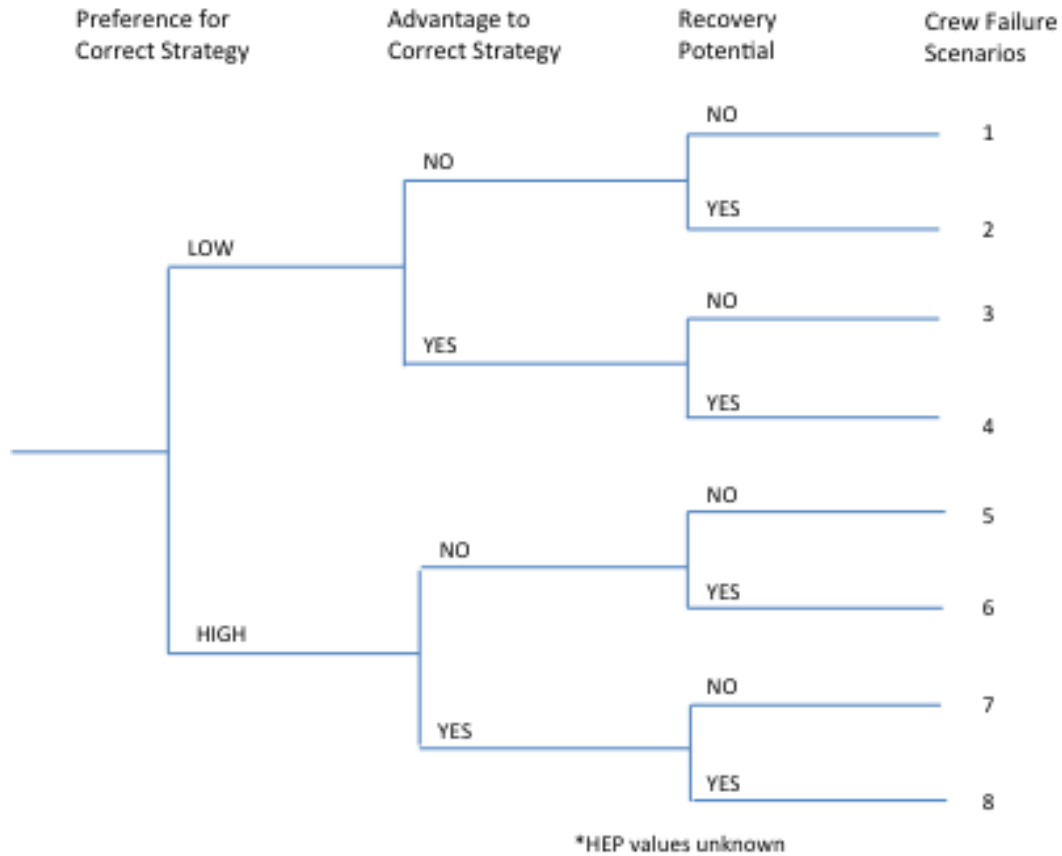 Preference for
Correct Strategy
Advantage to
Correct Strategy
Recovery
Potential
Crew Failure
Scenarios
NO
1
NO
YES
2
LOW
NO
3
YES
YES
4
NO
5
NO
YES
6
HIGH
NO
7
YES
YES
8
*HEP values unknown